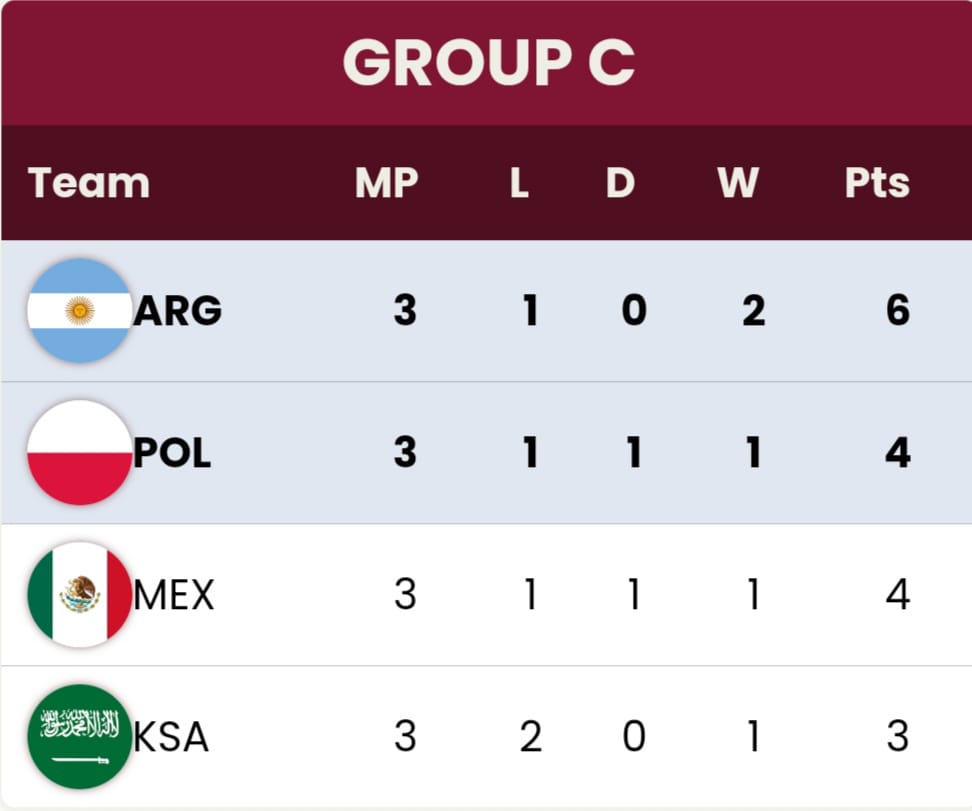 GROUP C
Team MP L D W Pts
ARG 3 1 0 2 6
POL 3 1 1 1 4
MEX 3 1 1 1 4
KSA 3 2 0 1 3